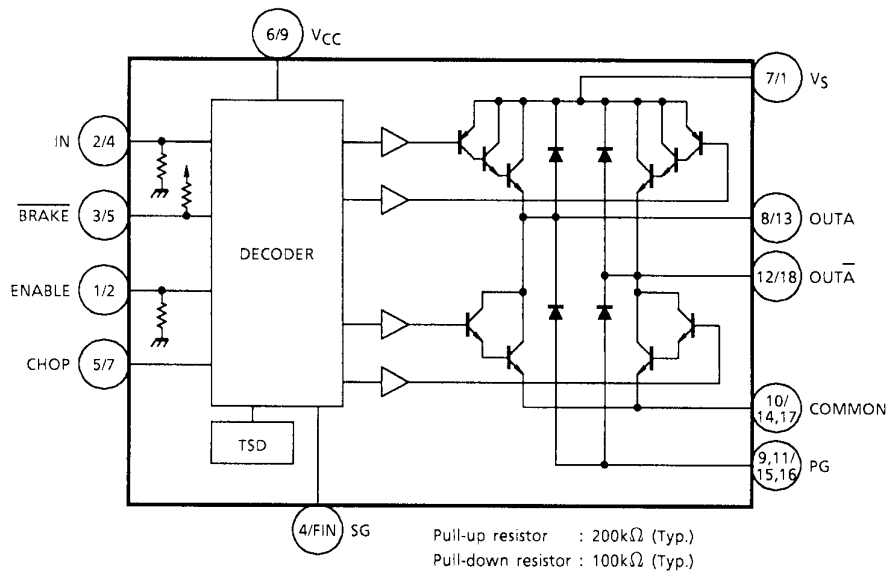 6/9 VCC
7/1 VS
IN 2/4
BRAKE 3/5
DECODER
8/13 OUTA
12/18 OUTA̅
ENABLE 1/2
CHOP 5/7
10/
14,17 COMMON
TSD
9,11/
15,16 PG
4/FIN SG
Pull-up resistor : 200kΩ (Typ.)
Pull-down resistor : 100kΩ (Typ.)